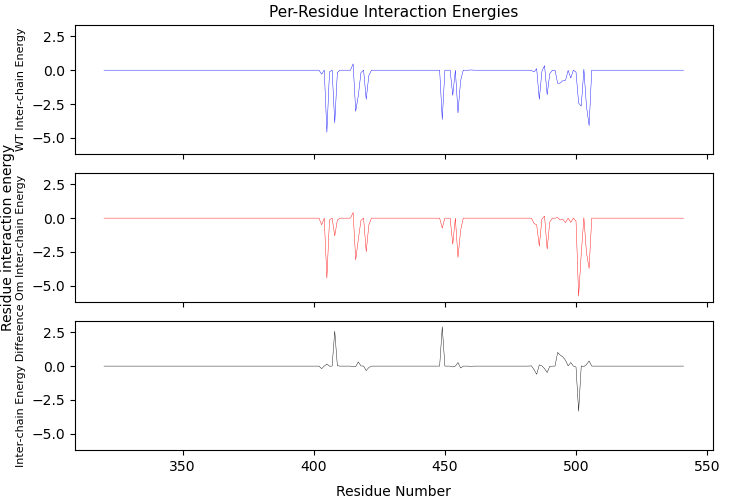 Per-Residue Interaction Energies
Residue interaction energy
WT Inter-chain Energy
2.5
0.0
−2.5
−5.0
Om Inter-chain Energy
2.5
0.0
−2.5
−5.0
Inter-chain Energy Difference
2.5
0.0
−2.5
−5.0
350 400 450 500 550
Residue Number